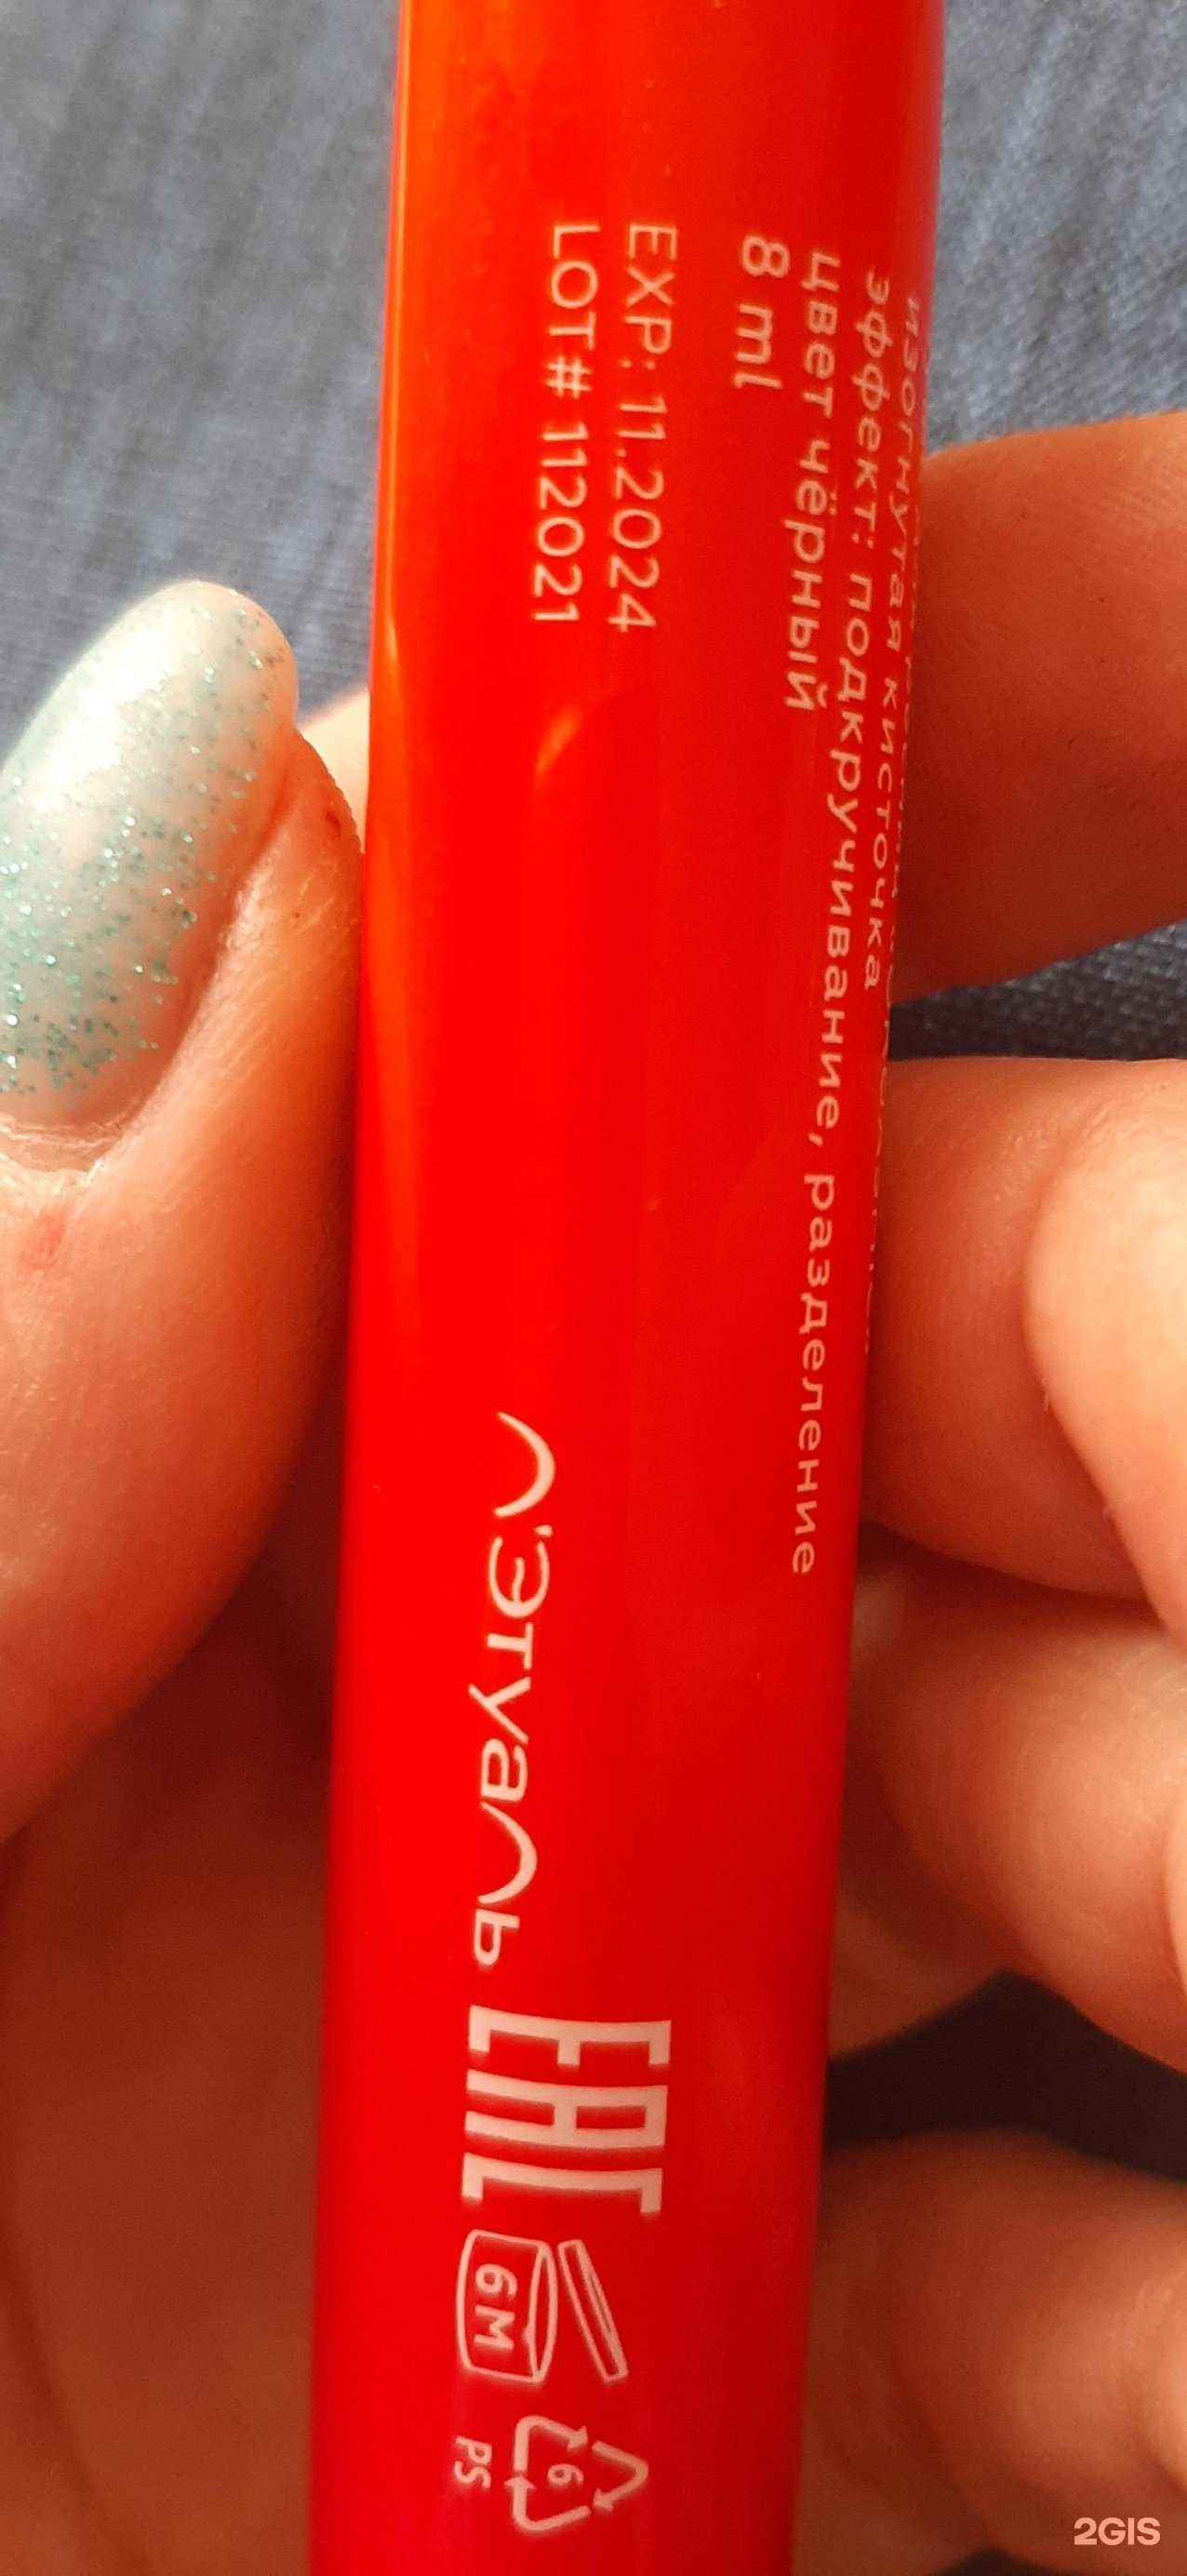 изогнутая кисточка
эффект: подкручивание, разделение
цвет чёрный
8 ml
EXP: 11.2024
LOT# 112021
Л'ЭТУАЛЬ
EAC
6M
6
PS
2GIS